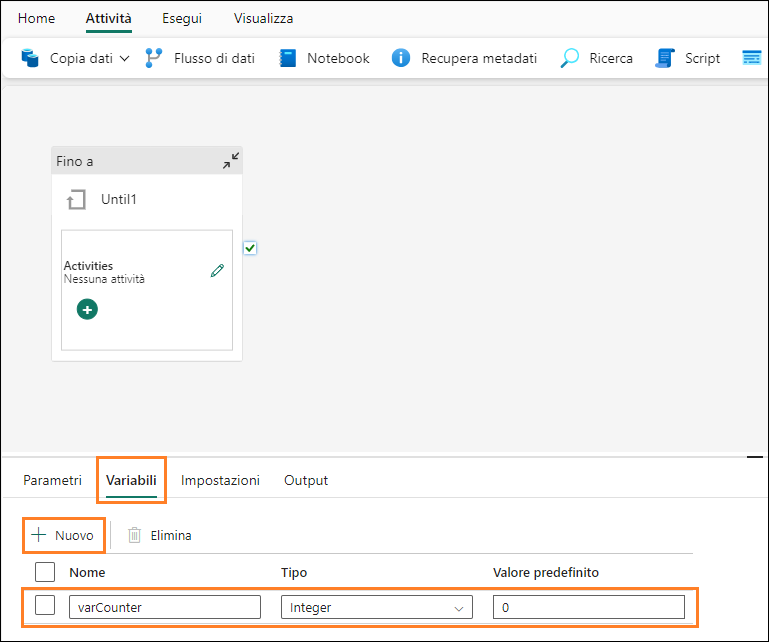 Home Attività Esegui Visualizza
Copia dati Flusso di dati Notebook Recupera metadati Ricerca Script
Fino a
Until1
Activities
Nessuna attività
Parametri Variabili Impostazioni Output
Nuovo Elimina
Nome Tipo Valore predefinito
varCounter Integer 0